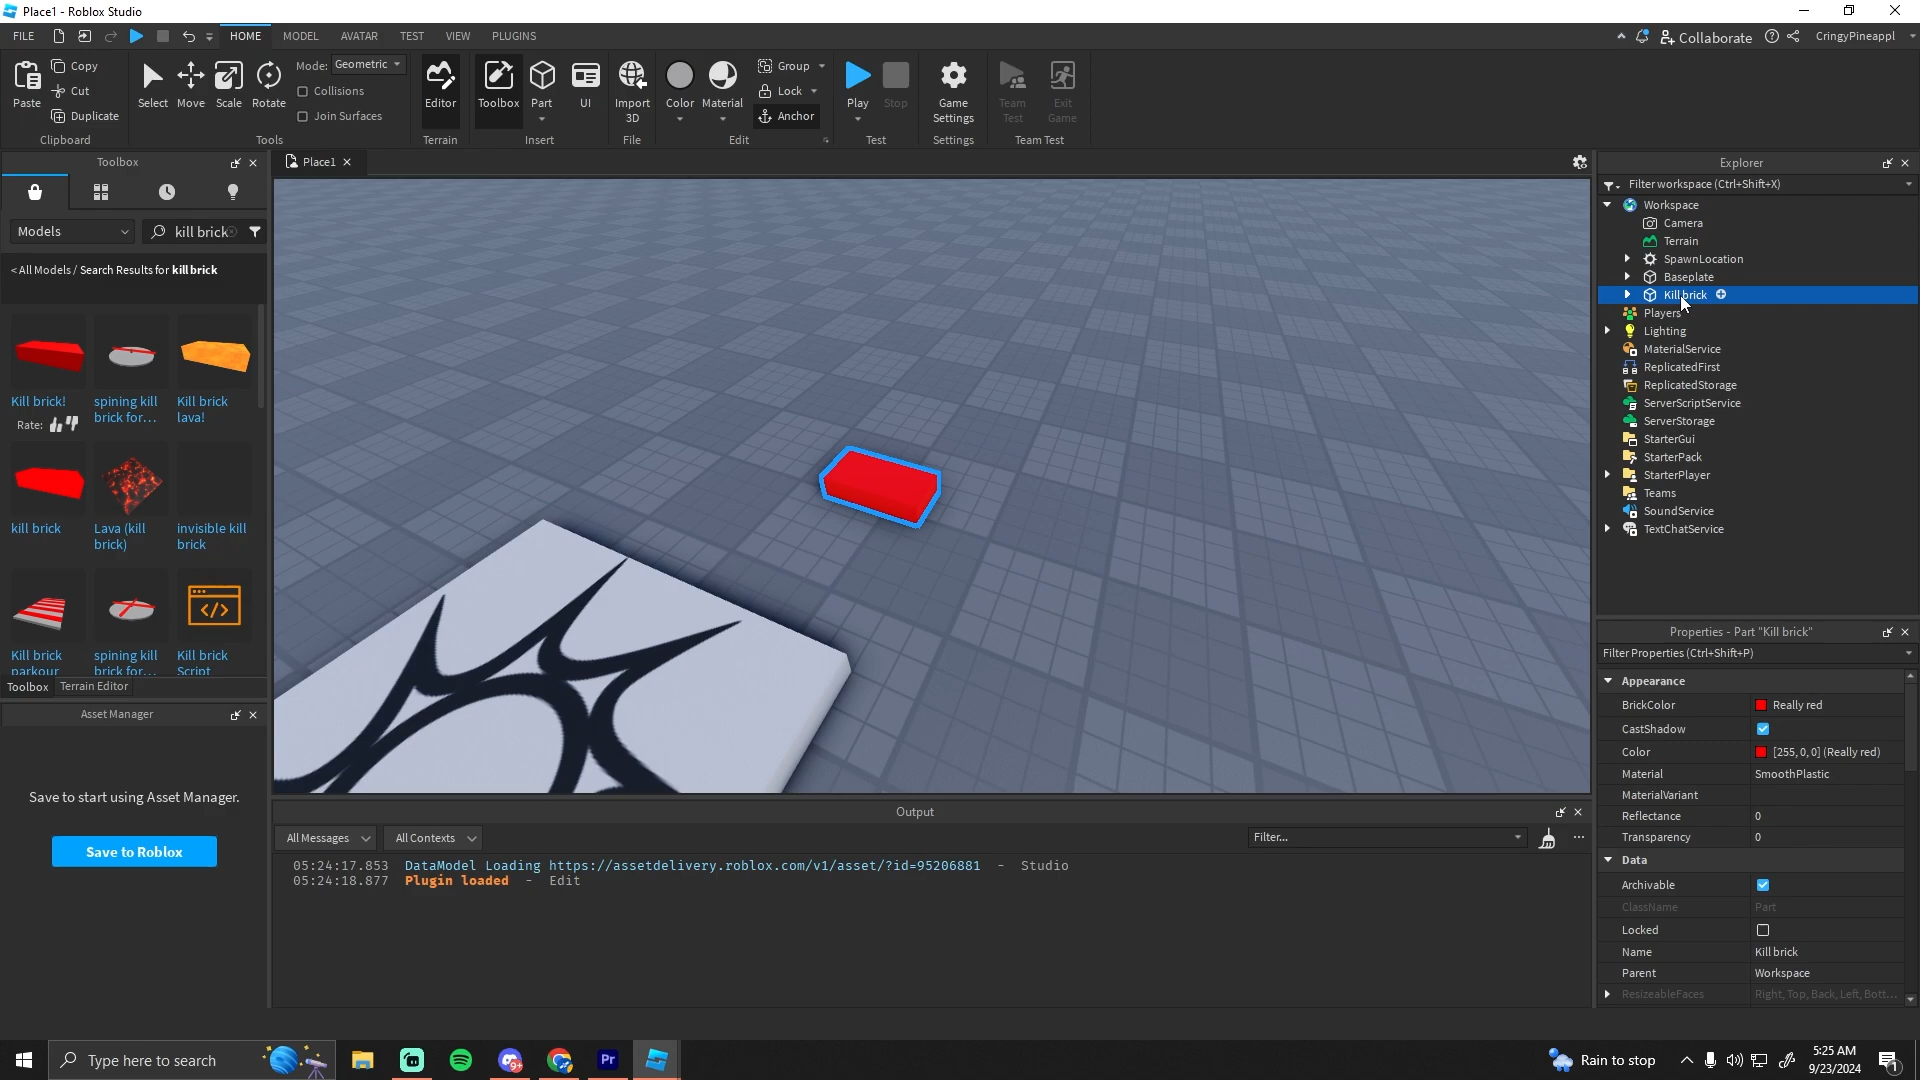 Place1 - Roblox Studio
FILE HOME MODEL AVATAR TEST VIEW PLUGINS Collaborate CringyPineappl
Paste Copy Cut Duplicate Clipboard
Select Move Scale Rotate Mode: Geometric Collisions Join Surfaces Tools
Editor Terrain
Toolbox Part UI Insert
Import 3D File
Color Material Group Lock Anchor Edit
Play Stop Test
Game Settings Settings
Team Test Exit Game Team Test
Toolbox
Models kill brick
< All Models / Search Results for kill brick
Kill brick! spining kill brick for... Kill brick lava!
Rate:
kill brick Lava (kill brick) invisible kill brick
Kill brick parkour spining kill brick for... Kill brick Script
Toolbox Terrain Editor
Asset Manager
Save to start using Asset Manager.
Save to Roblox
Place1
Output
All Messages All Contexts Filter...
05:24:17.853 DataModel Loading https://assetdelivery.roblox.com/v1/asset/?id=95206881 - Studio
05:24:18.877 Plugin loaded - Edit
Explorer
Filter workspace (Ctrl+Shift+X)
Workspace
Camera
Terrain
SpawnLocation
Baseplate
Kill brick
Players
Lighting
MaterialService
ReplicatedFirst
ReplicatedStorage
ServerScriptService
ServerStorage
StarterGui
StarterPack
StarterPlayer
Teams
SoundService
TextChatService
Properties - Part "Kill brick"
Filter Properties (Ctrl+Shift+P)
Appearance
BrickColor Really red
CastShadow
Color [255, 0, 0] (Really red)
Material SmoothPlastic
MaterialVariant
Reflectance 0
Transparency 0
Data
Archivable
ClassName Part
Locked
Name Kill brick
Parent Workspace
ResizeableFaces Right, Top, Back, Left, Bott...
Type here to search 9+ Pr Rain to stop 5:25 AM
9/23/2024 1